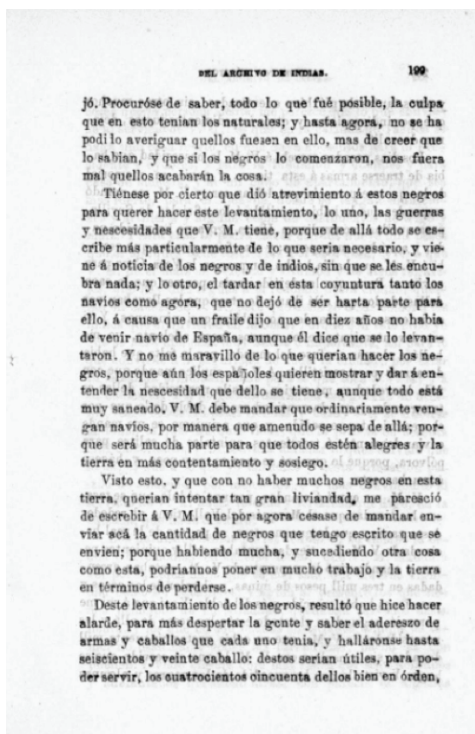 DEL ARCHIVO DE INDIAS. 199
jó. Procuróse de saber, todo lo que fué posible, la culpa
que en esto tenian los naturales; y hasta agora, no se ha
podilo averiguar quellos fuesen en ello, mas de creer que
lo sabian, y que si los negros lo comenzaron, nos fuera
mal quellos acabarán la cosa.
Tiénese por cierto que dió atrevimiento á estos negros
para querer hacer este levantamiento, lo uno, las guerras
y nescesidades que V. M. tiene, porque de allá todo se es-
cribe más particularmente de lo que seria necesario, y vie-
ne á noticia de los negros y de indios, sin que se les encu-
bra nada; y lo otro, el tardar en esta coyuntura tanto los
navios como agora, que no dejó de ser harta parte para
ello, á causa que un fraile dijo que en diez años no habia
de venir navio de España, aunque él dice que se lo levan-
taron. Y no me maravillo de lo que querian hacer los ne-
gros, porque aún los españoles quieren mostrar y dar á en-
tender la nescesidad que dello se tiene, aunque todo está
muy saneado. V. M. debe mandar que ordinariamente ven-
gan navios, por manera que amenudo se sepa de allá; por-
que será mucha parte para que todos estén alegres y la
tierra en más contentamiento y sosiego.
Visto esto, y que con no haber muchos negros en esta
tierra, querian intentar tan gran liviandad, me paresció
de escrebir á V. M. que por agora cesase de mandar en-
viar acá la cantidad de negros que tengo escrito que se
envien; porque habiendo mucha, y sucediendo otra cosa
como esta, podriannos poner en mucho trabajo y la tierra
en términos de perderse.
Deste levantamiento de los negros, resultó que hice hacer
alarde, para más despertar la gente y saber el aderezo de
armas y caballos que cada uno tenia, y halláronse hasta
seiscientos y veinte caballo: destos serian útiles, para po-
der servir, los cuatrocientos cincuenta dellos bien en órden,